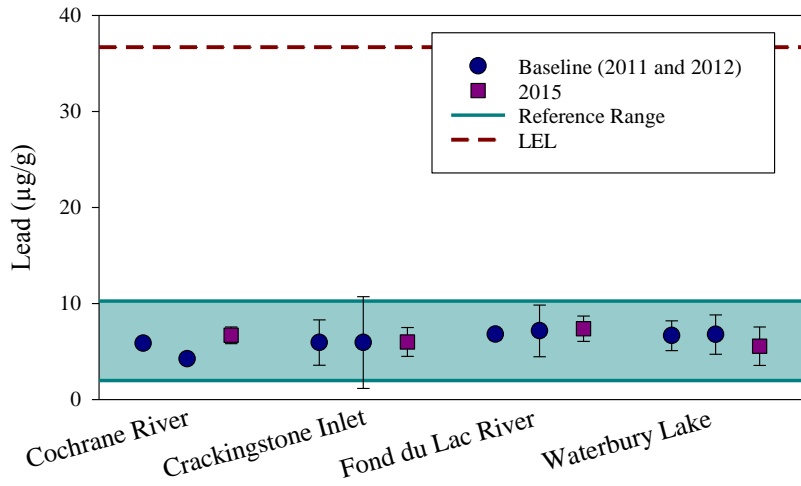 40
30
20
10
0
Lead (µg/g)
Baseline (2011 and 2012)
2015
Reference Range
LEL
Cochrane River
Crackingstone Inlet
Fond du Lac River
Waterbury Lake